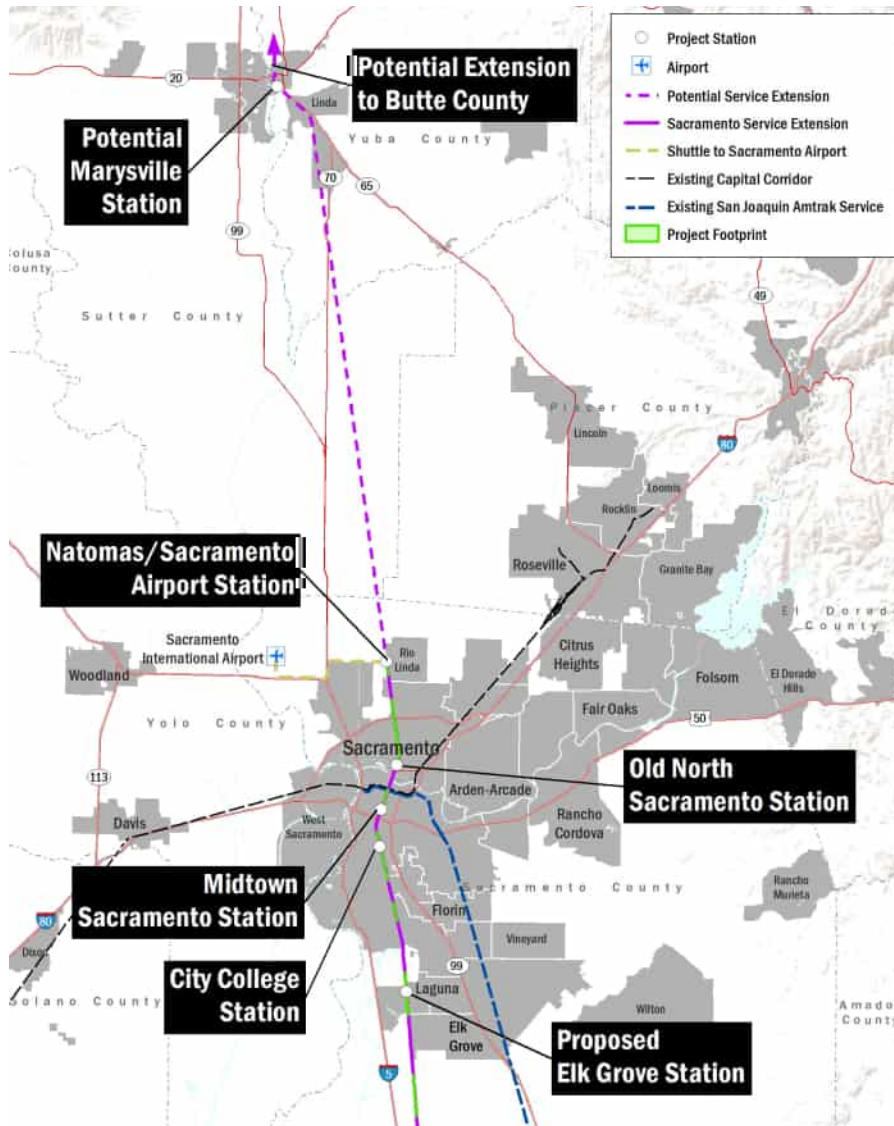 Potential Extension
to Butte County
Potential
Marysville
Station
20
Linda
Yuba County
70
65
99
Colusa
County
Sutter County
Project Station
Airport
Potential Service Extension
Sacramento Service Extension
Shuttle to Sacramento Airport
Existing Capital Corridor
Existing San Joaquin Amtrak Service
Project Footprint
49
Placer County
80
Lincoln
Loomis
Rocklin
Roseville
Granite Bay
Natomas/Sacramento
Airport Station
Sacramento
International Airport
Rio
Linda
Woodland
Citrus
Heights
El Dorado
County
Folsom
El Dorado
Hills
Fair Oaks
50
Yolo County
Sacramento
113
Arden-Arcade
Old North
Sacramento Station
Davis
West
Sacramento
Rancho
Cordova
Midtown
Sacramento Station
Sacramento County
Rancho
Murieta
80
Dixon
Florin
Vineyard
City College
Station
99
Solano County
Laguna
Wilton
Amador
County
Elk
Grove
Proposed
Elk Grove Station
5